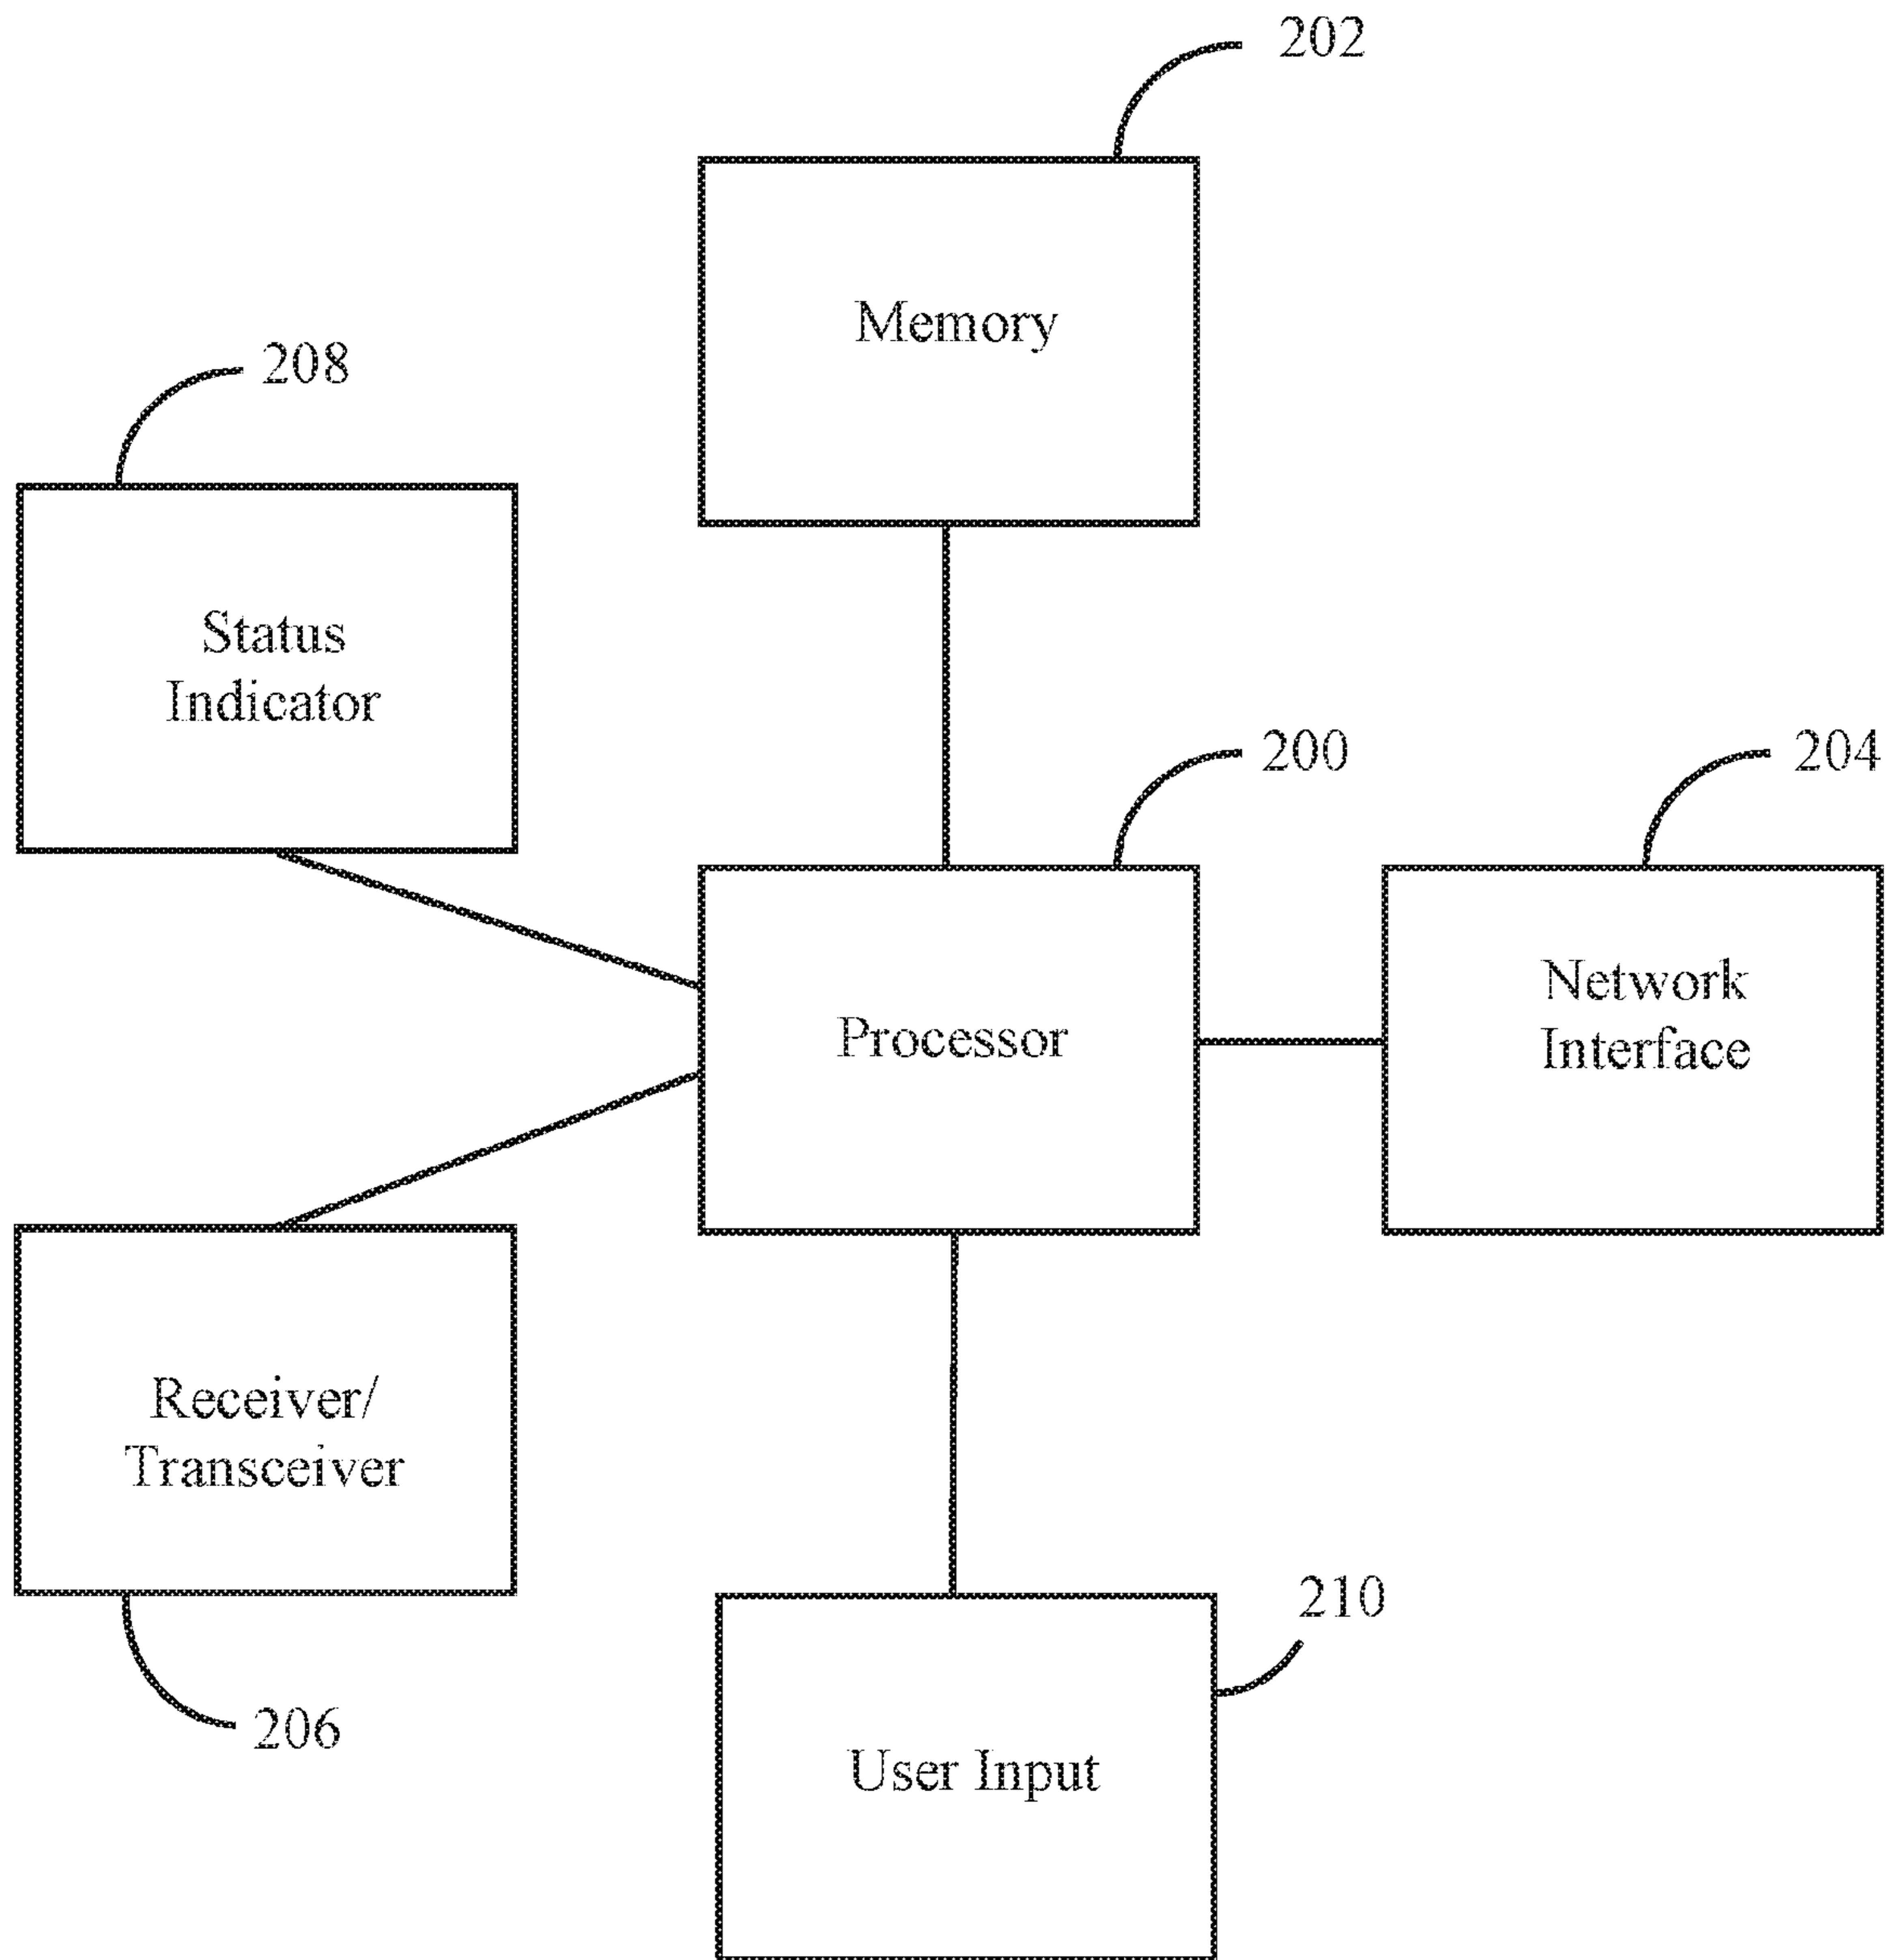 202
Memory
208
Status
Indicator
200
204
Processor
Network
Interface
Receiver/
Transceiver
206
210
User Input